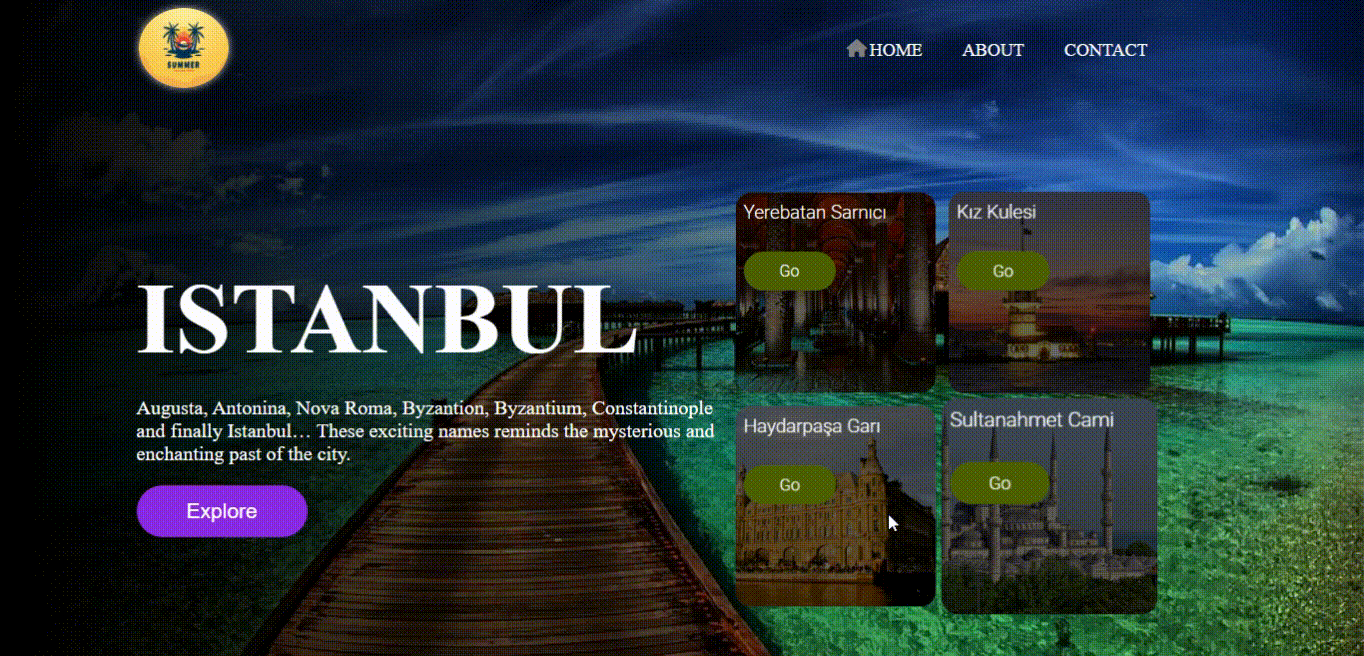 SUMMER
HOME
ABOUT
CONTACT
ISTANBUL
Augusta, Antonina, Nova Roma, Byzantion, Byzantium, Constantinople
and finally Istanbul… These exciting names reminds the mysterious and
enchanting past of the city.
Explore
Yerebatan Sarnıcı
Go
Kız Kulesi
Go
Haydarpaşa Garı
Go
Sultanahmet Cami
Go